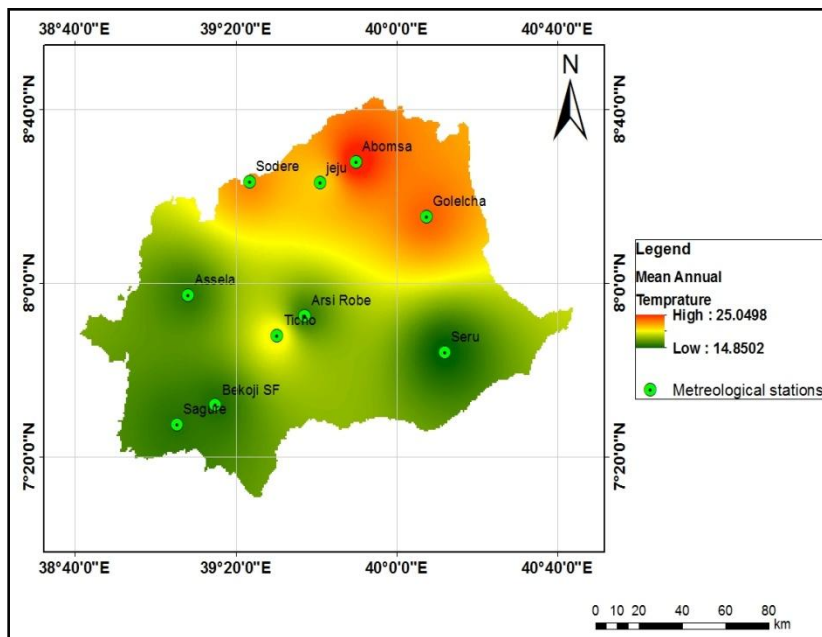 38°40'0"E 39°20'0"E 40°0'0"E 40°40'0"E
N
8°40'0"N 8°40'0"N
Abomsa
Sodere jeju
Golelcha
Legend
Mean Annual
Temprature
High : 25.0498
Low : 14.8502
Metreological stations
8°0'0"N 8°0'0"N
Assela
Arsi Robe
Ticho
Seru
Bekoji SF
Sagure
7°20'0"N 7°20'0"N
38°40'0"E 39°20'0"E 40°0'0"E 40°40'0"E
0 10 20 40 60 80
km